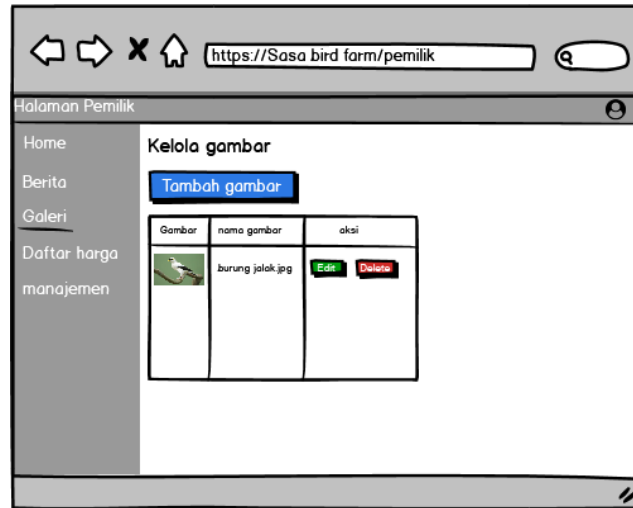 https://Sasa bird farm/pemilik
Halaman Pemilik
Home
Berita
Galeri
Daftar harga
manajemen
Kelola gambar
Tambah gambar
Gambar nama gambar aksi
burung jalak.jpg Edit Delete